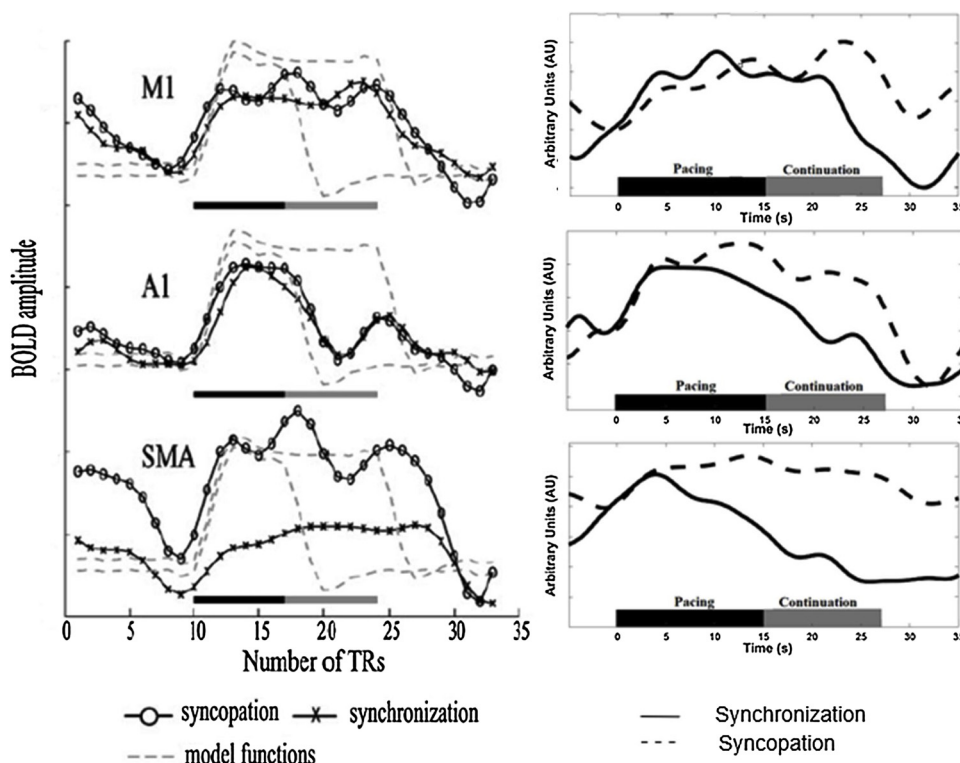 BOLD amplitude
M1
A1
SMA
0 5 10 15 20 25 30 35
Number of TRs
syncopation synchronization
model functions
Arbitrary Units (AU)
Pacing Continuation
0 5 10 15 20 25 30 35
Time (s)
Arbitrary Units (AU)
Pacing Continuation
0 5 10 15 20 25 30 35
Time (s)
Arbitrary Units (AU)
Pacing Continuation
0 5 10 15 20 25 30 35
Time (s)
Synchronization
Syncopation